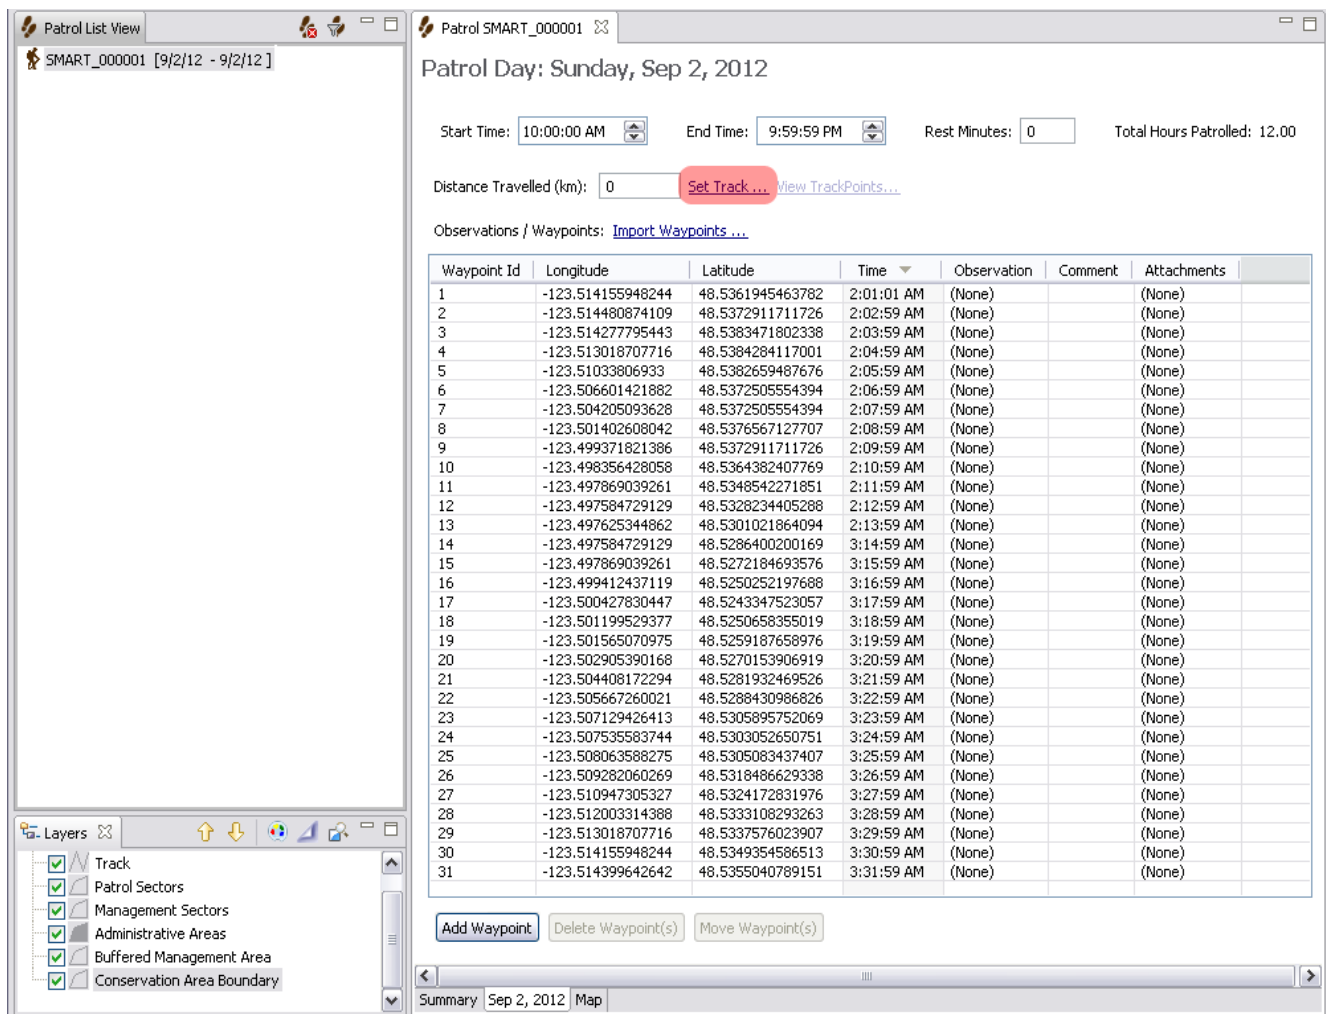 Patrol List View
SMART_000001 [9/2/12 - 9/2/12 ]
Patrol SMART_000001
Patrol Day: Sunday, Sep 2, 2012
Start Time: 10:00:00 AM End Time: 9:59:59 PM Rest Minutes: 0 Total Hours Patrolled: 12.00
Distance Travelled (km): 0 Set Track ... View TrackPoints...
Observations / Waypoints: Import Waypoints ...
Waypoint Id Longitude Latitude Time Observation Comment Attachments
1 -123.514155948244 48.5361945463782 2:01:01 AM (None) (None)
2 -123.514480874109 48.5372911711726 2:02:59 AM (None) (None)
3 -123.514277795443 48.5383471802338 2:03:59 AM (None) (None)
4 -123.513018707716 48.5384284117001 2:04:59 AM (None) (None)
5 -123.51033806933 48.5382659487676 2:05:59 AM (None) (None)
6 -123.506601421882 48.5372505554394 2:06:59 AM (None) (None)
7 -123.504205093628 48.5372505554394 2:07:59 AM (None) (None)
8 -123.501402608042 48.5376567127707 2:08:59 AM (None) (None)
9 -123.499371821386 48.5372911711726 2:09:59 AM (None) (None)
10 -123.498356428058 48.5364382407769 2:10:59 AM (None) (None)
11 -123.497869039261 48.5348542271851 2:11:59 AM (None) (None)
12 -123.497584729129 48.5328234405288 2:12:59 AM (None) (None)
13 -123.497625344862 48.5301021864094 2:13:59 AM (None) (None)
14 -123.497584729129 48.5286400200169 3:14:59 AM (None) (None)
15 -123.497869039261 48.5272184693576 3:15:59 AM (None) (None)
16 -123.499412437119 48.5250252197688 3:16:59 AM (None) (None)
17 -123.500427830447 48.5243347523057 3:17:59 AM (None) (None)
18 -123.501199529377 48.5250658355019 3:18:59 AM (None) (None)
19 -123.501565070975 48.5259187658976 3:19:59 AM (None) (None)
20 -123.502905390168 48.5270153906919 3:20:59 AM (None) (None)
21 -123.504408172294 48.5281932469526 3:21:59 AM (None) (None)
22 -123.505667260021 48.5288430986826 3:22:59 AM (None) (None)
23 -123.507129426413 48.5305895752069 3:23:59 AM (None) (None)
24 -123.507535583744 48.5303052650751 3:24:59 AM (None) (None)
25 -123.508063588275 48.5305083437407 3:25:59 AM (None) (None)
26 -123.509282060269 48.5318486629338 3:26:59 AM (None) (None)
27 -123.510947305327 48.5324172831976 3:27:59 AM (None) (None)
28 -123.512003314388 48.5333108293263 3:28:59 AM (None) (None)
29 -123.513018707716 48.5337576023907 3:29:59 AM (None) (None)
30 -123.514155948244 48.5349354586513 3:30:59 AM (None) (None)
31 -123.514399642642 48.5355040789151 3:31:59 AM (None) (None)
Add Waypoint Delete Waypoint(s) Move Waypoint(s)
Summary Sep 2, 2012 Map
Layers
Track
Patrol Sectors
Management Sectors
Administrative Areas
Buffered Management Area
Conservation Area Boundary